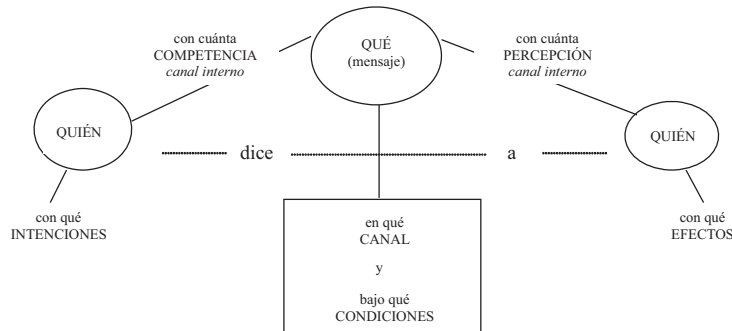 con cuánta
COMPETENCIA
canal interno
QUÉ
(mensaje)
con cuánta
PERCEPCIÓN
canal interno
QUIÉN
dice
a
QUIÉN
con qué
INTENCIONES
en qué
CANAL
y
bajo qué
CONDICIONES
con qué
EFECTOS